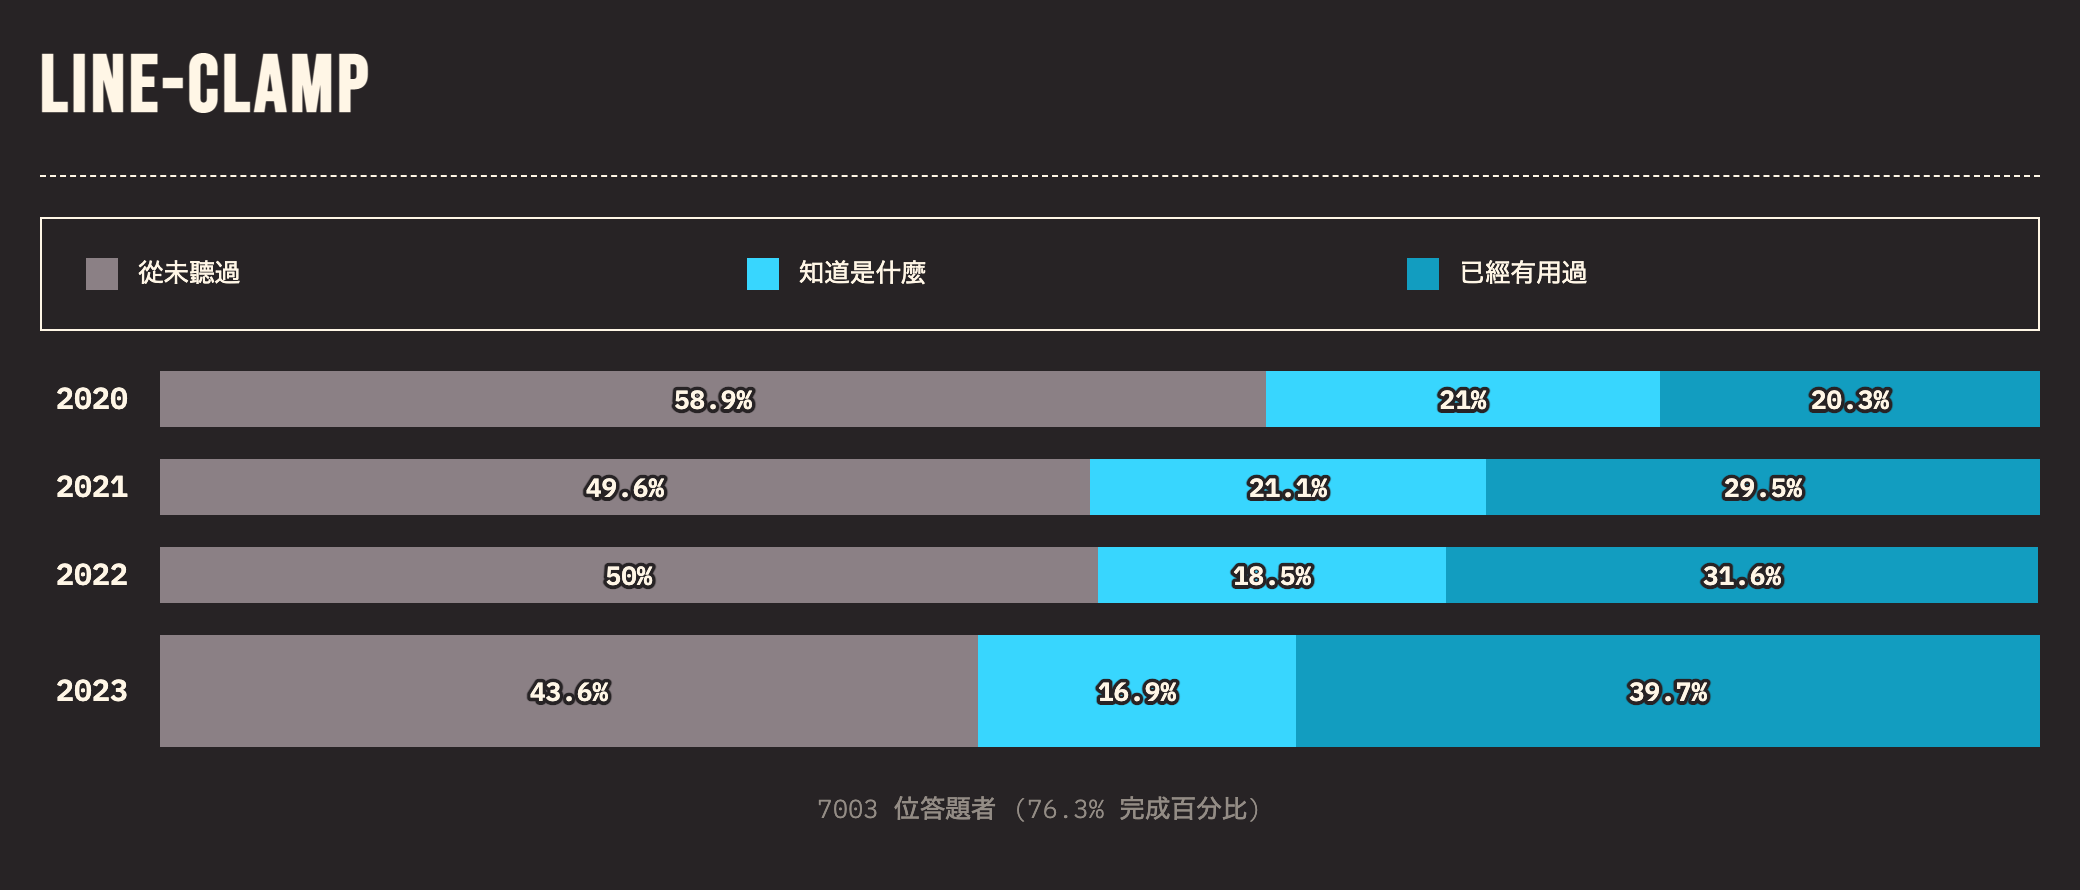 LINE-CLAMP
從未聽過 知道是什麼 已經有用過
2020 58.9% 21% 20.3%
2021 49.6% 21.1% 29.5%
2022 50% 18.5% 31.6%
2023 43.6% 16.9% 39.7%
7003 位答題者 (76.3% 完成百分比)